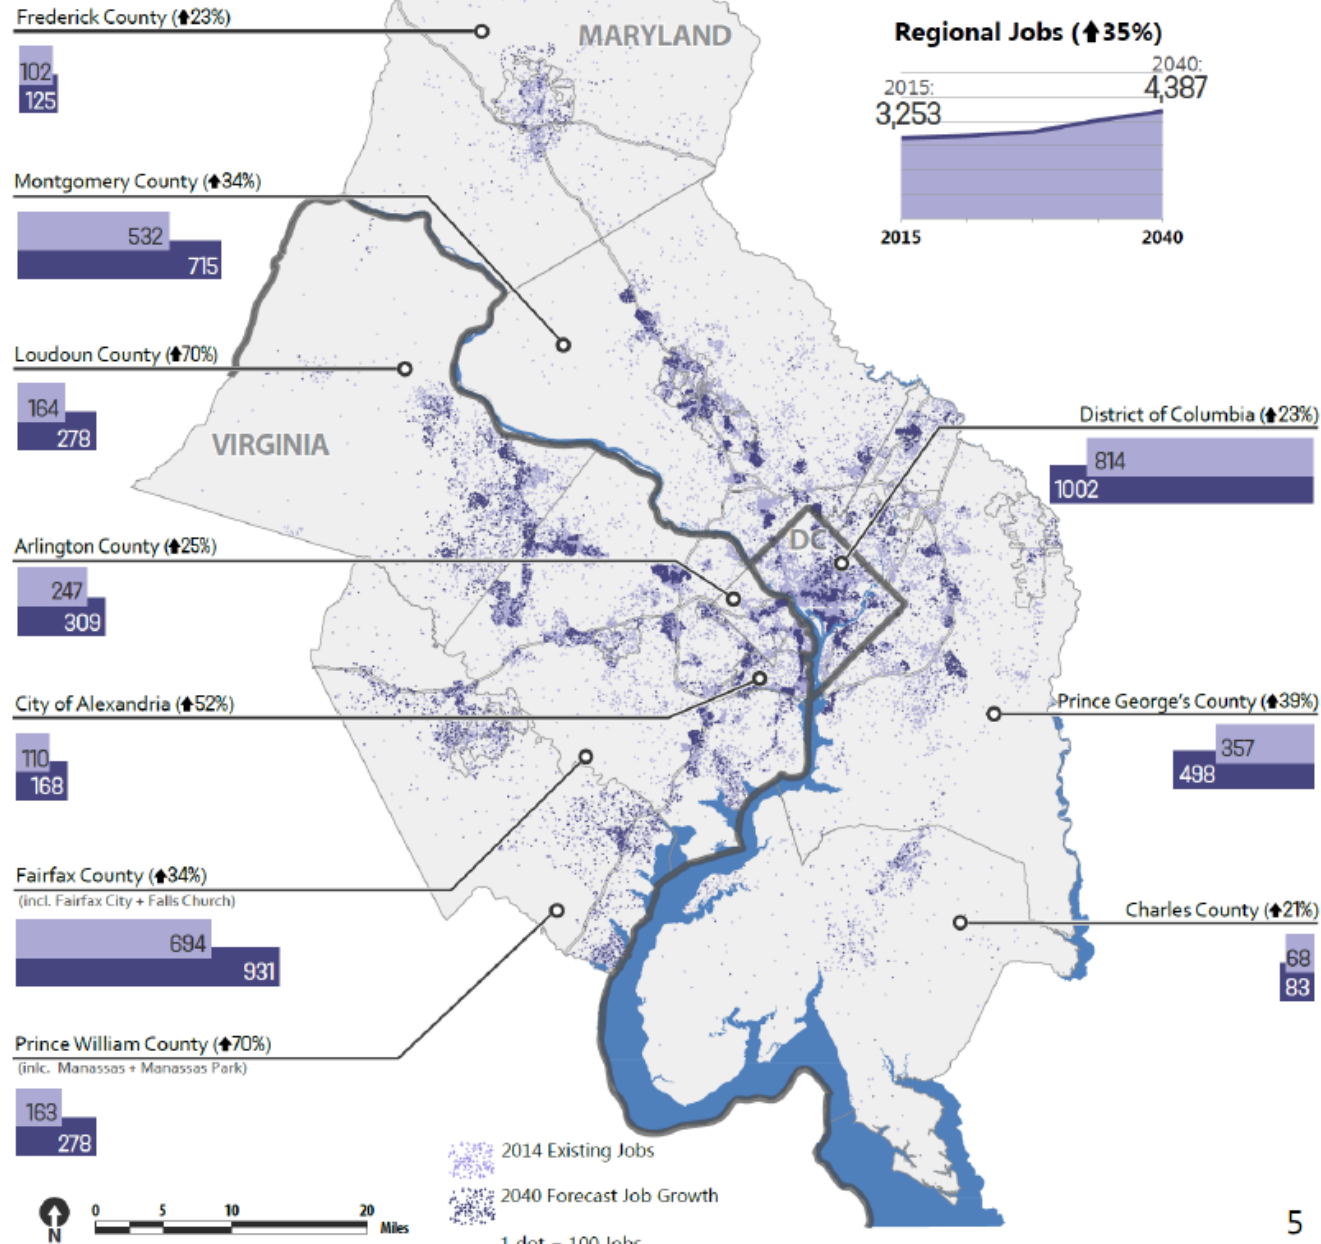 Frederick County (⬆23%)
102
125
MARYLAND
Regional Jobs (⬆35%)
2015:
3,253
2040:
4,387
2015
2040
Montgomery County (⬆34%)
532
715
Loudoun County (⬆70%)
164
278
VIRGINIA
District of Columbia (⬆23%)
814
1002
Arlington County (⬆25%)
247
309
DC
City of Alexandria (⬆52%)
110
168
Prince George's County (⬆39%)
357
498
Fairfax County (⬆34%)
(incl. Fairfax City + Falls Church)
694
931
Charles County (⬆21%)
68
83
Prince William County (⬆70%)
(inlc. Manassas + Manassas Park)
163
278
2014 Existing Jobs
2040 Forecast Job Growth
1 dot = 100 Jobs
N
0 5 10 20
Miles
5